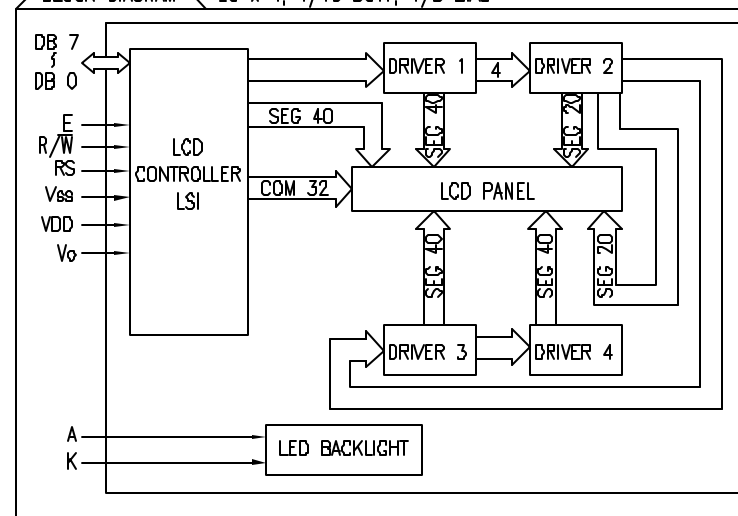 DB 7
DB 0
E
R/W
RS
Vss
VDD
Vo
A
K
LCD
CONTROLLER
LSI
SEG 40
COM 32
DRIVER 1
4
DRIVER 2
SEG 40
SEG 20
LCD PANEL
SEG 40
SEG 40
SEG 20
DRIVER 3
DRIVER 4
LED BACKLIGHT